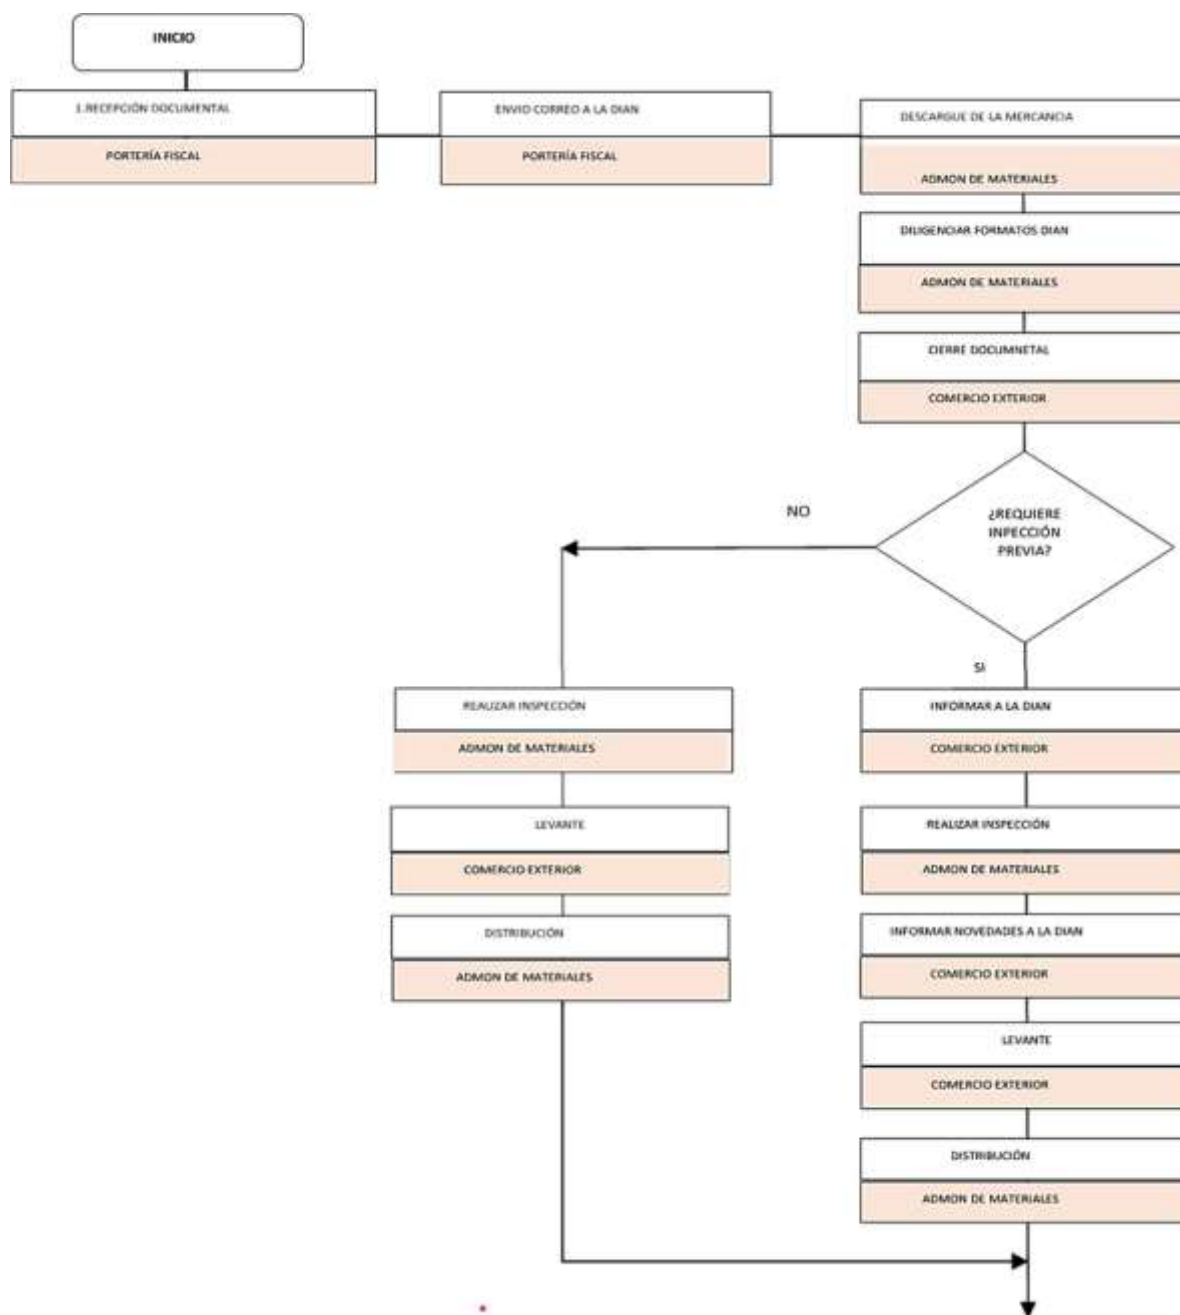 INICIO
1.RECEPCIÓN DOCUMENTAL
PORTERÍA FISCAL
ENVIO CORREO A LA DIAN
PORTERÍA FISCAL
DESCARGUE DE LA MERCANCIA
ADMON DE MATERIALES
DILIGENCIAR FORMATOS DIAN
ADMON DE MATERIALES
CIERRE DOCUMNETAL
COMERCIO EXTERIOR
¿REQUIERE
INPECCIÓN
PREVIA?
NO
REALIZAR INSPECCIÓN
ADMON DE MATERIALES
LEVANTE
COMERCIO EXTERIOR
DISTRIBUCIÓN
ADMON DE MATERIALES
SI
INFORMAR A LA DIAN
COMERCIO EXTERIOR
REALIZAR INSPECCIÓN
ADMON DE MATERIALES
INFORMAR NOVEDADES A LA DIAN
COMERCIO EXTERIOR
LEVANTE
COMERCIO EXTERIOR
DISTRIBUCIÓN
ADMON DE MATERIALES